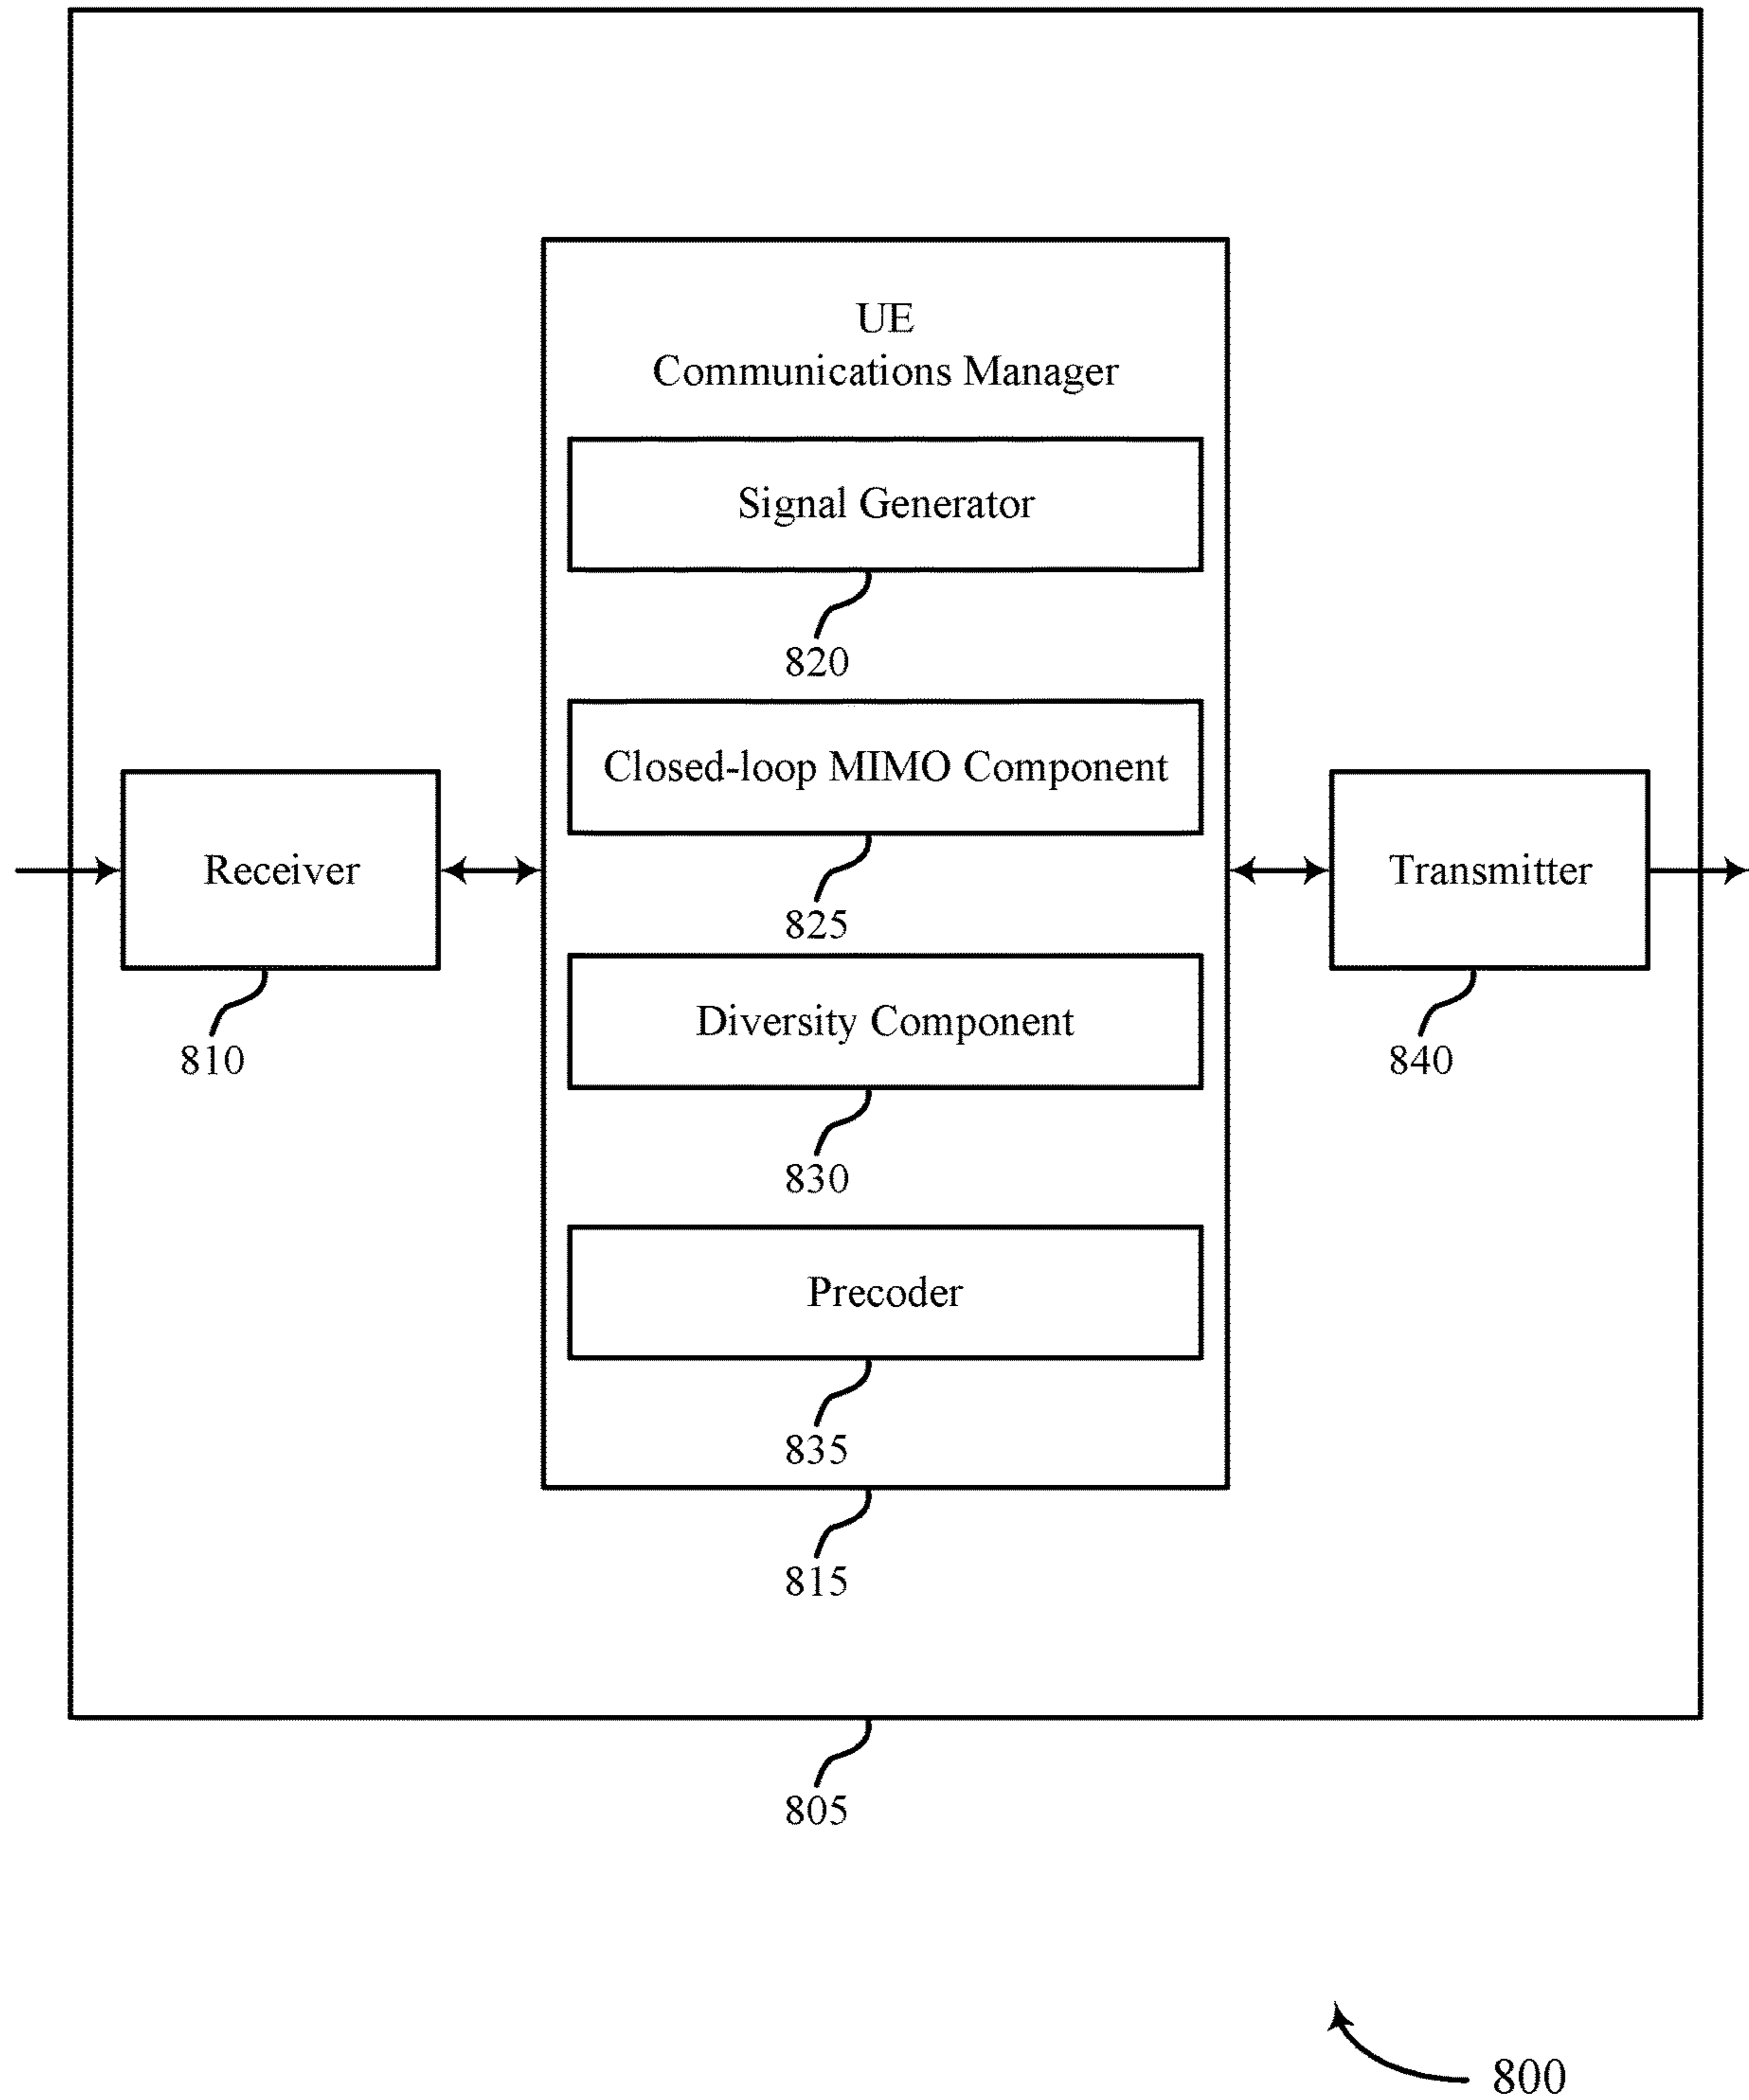 UE
Communications Manager
Signal Generator
820
Closed-loop MIMO Component
825
Receiver
810
Transmitter
840
Diversity Component
830
Precoder
835
815
805
800